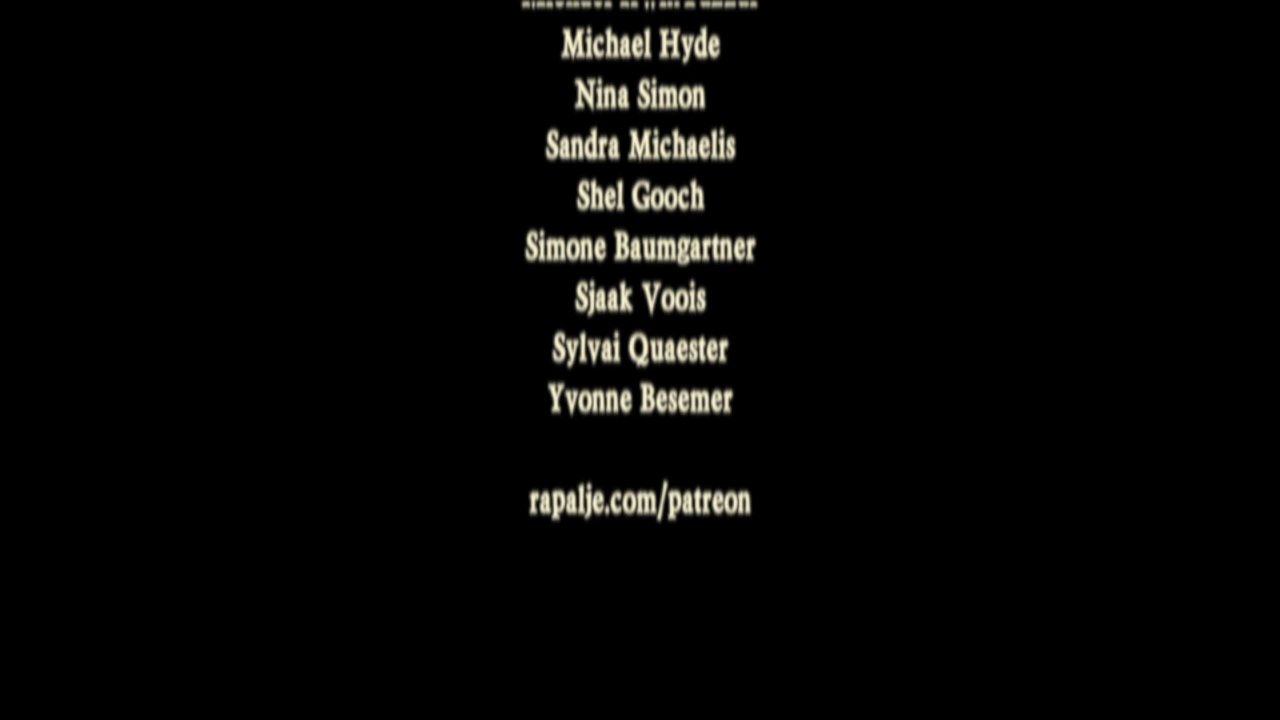 Michael Hyde
Nina Simon
Sandra Michaelis
Shel Gooch
Simone Baumgartner
Sjaak Voois
Sylvai Quaester
Yvonne Besemer
rapalje.com/patreon